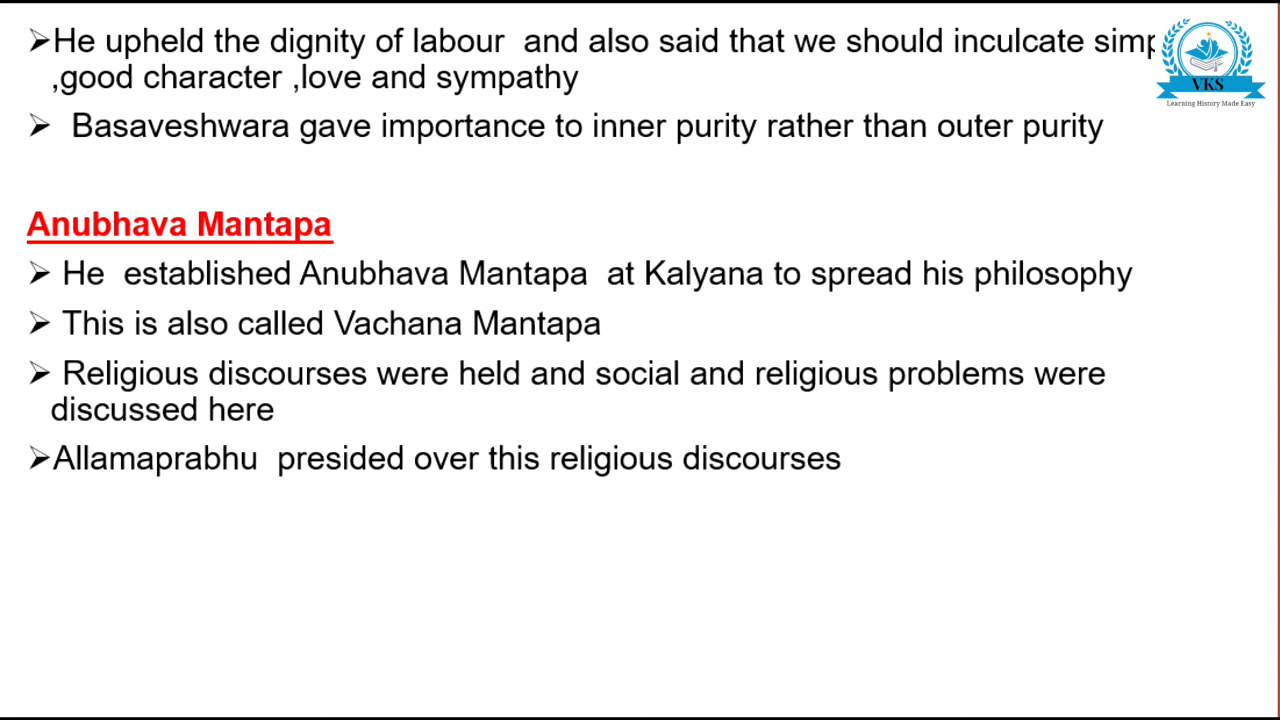 ➢He upheld the dignity of labour and also said that we should inculcate
,good character ,love and sympathy
➢ Basaveshwara gave importance to inner purity rather than outer purity
Anubhava Mantapa
➢ He established Anubhava Mantapa at Kalyana to spread his philosophy
➢ This is also called Vachana Mantapa
➢ Religious discourses were held and social and religious problems were
discussed here
➢Allamaprabhu presided over this religious discourses
VKS
Learning History Made Easy